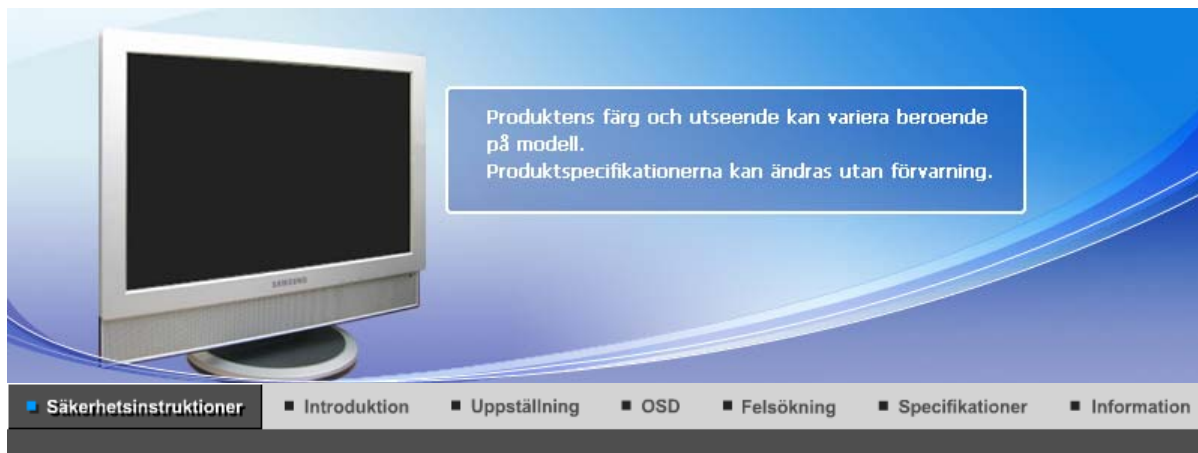 Produktens färg och utseende kan variera beroende
på modell.
Produktspecifikationerna kan ändras utan förvarning.
SAMSUNG
Säkerhetsinstruktioner
Introduktion
Uppställning
OSD
Felsökning
Specifikationer
Information